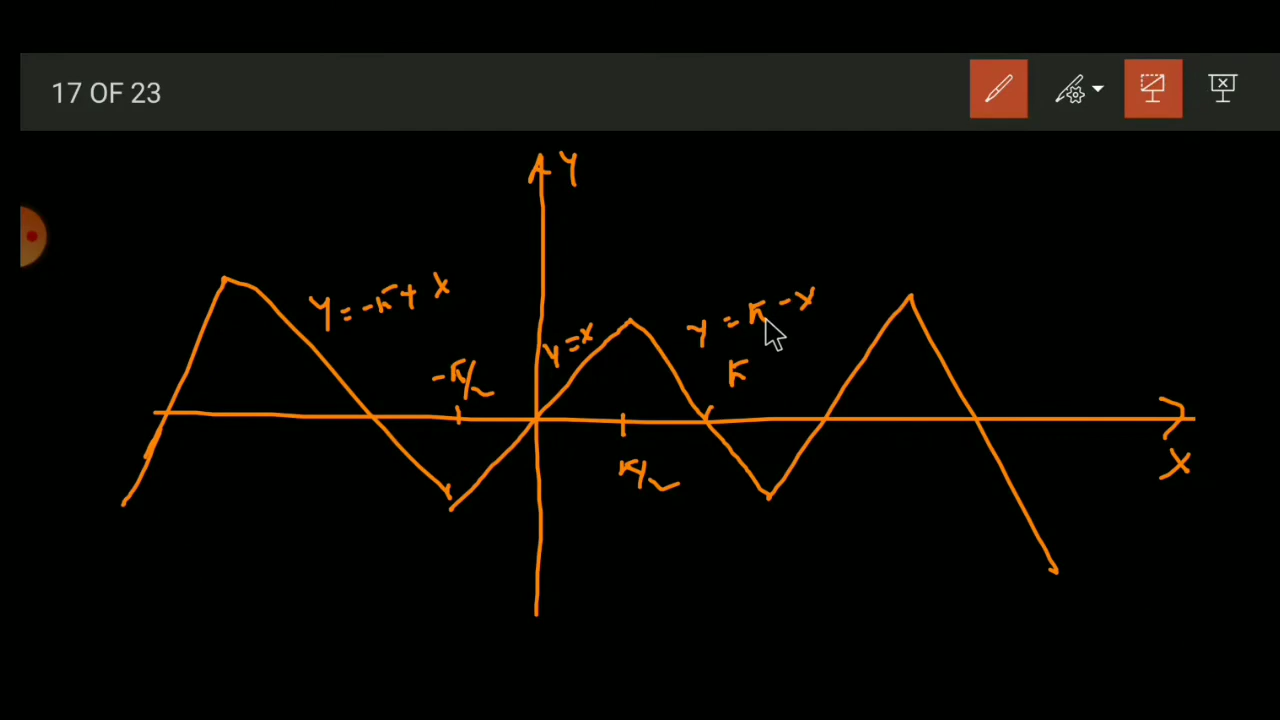 17 OF 23
Y
y = -π + x
y = x
y = π - x
-π/2
π
π/2
X